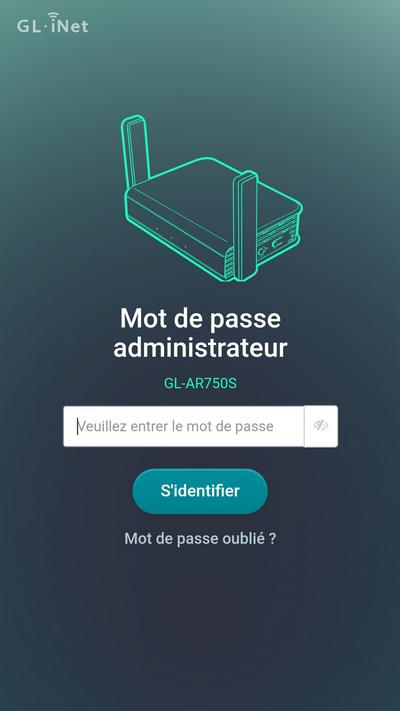 GL·iNet
Mot de passe
administrateur
GL-AR750S
Veuillez entrer le mot de passe
S'identifier
Mot de passe oublié ?